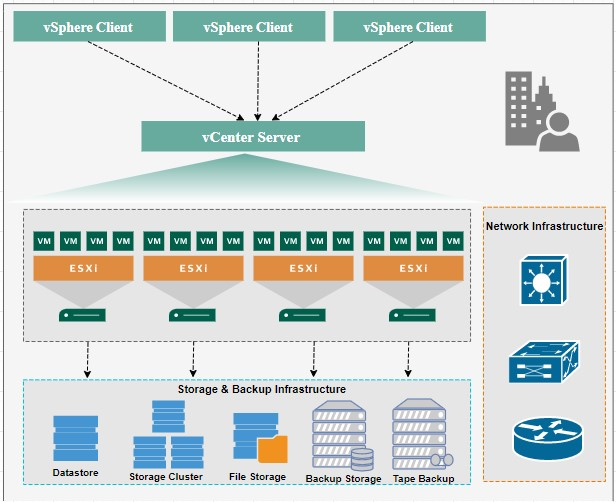 vSphere Client vSphere Client vSphere Client
vCenter Server
Network Infrastructure
VM VM VM VM VM VM VM VM VM VM VM VM VM VM VM VM
ESXi ESXi ESXi ESXi
Storage & Backup Infrastructure
Datastore Storage Cluster File Storage Backup Storage Tape Backup